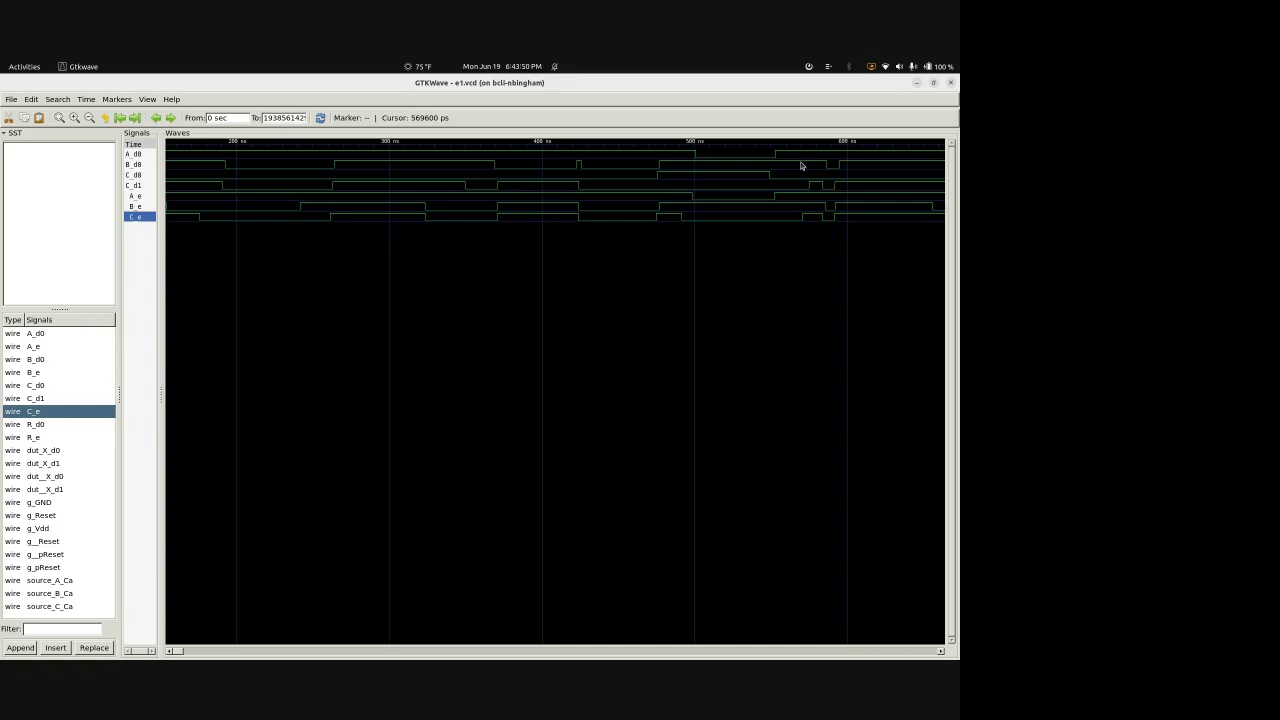 Activities Gtkwave 75 °F Mon Jun 19 6:43:50 PM 100 %
GTKWave - e1.vcd (on bcli-nbingham)
File Edit Search Time Markers View Help
From: 0 sec To: 1938561429 Marker: -- | Cursor: 569600 ps
SST
Signals
Waves
Time
200 ns 300 ns 400 ns 500 ns 600 ns
A_d0
B_d0
C_d0
C_d1
A_e
B_e
C_e
Type Signals
wire A_d0
wire A_e
wire B_d0
wire B_e
wire C_d0
wire C_d1
wire C_e
wire R_d0
wire R_e
wire dut_X_d0
wire dut_X_d1
wire dut__X_d0
wire dut__X_d1
wire g_GND
wire g_Reset
wire g_Vdd
wire g__Reset
wire g__pReset
wire g_pReset
wire source_A_Ca
wire source_B_Ca
wire source_C_Ca
Filter:
Append Insert Replace